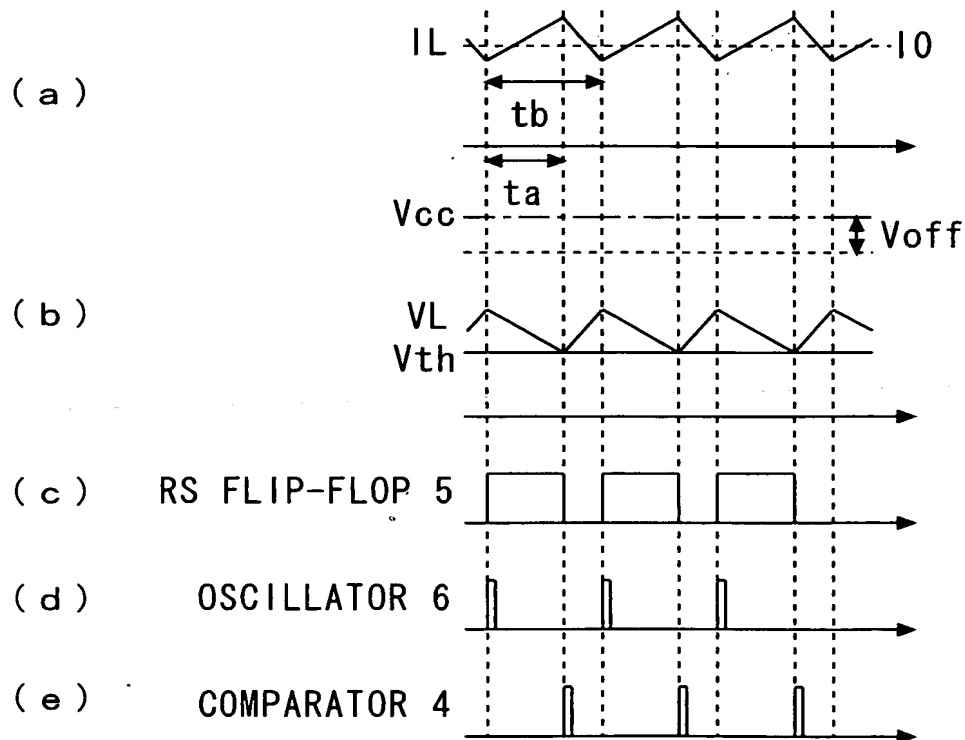 (a)
IL
I0
tb
ta
Vcc
Voff
(b)
VL
Vth
(c) RS FLIP-FLOP 5
(d) OSCILLATOR 6
(e) COMPARATOR 4